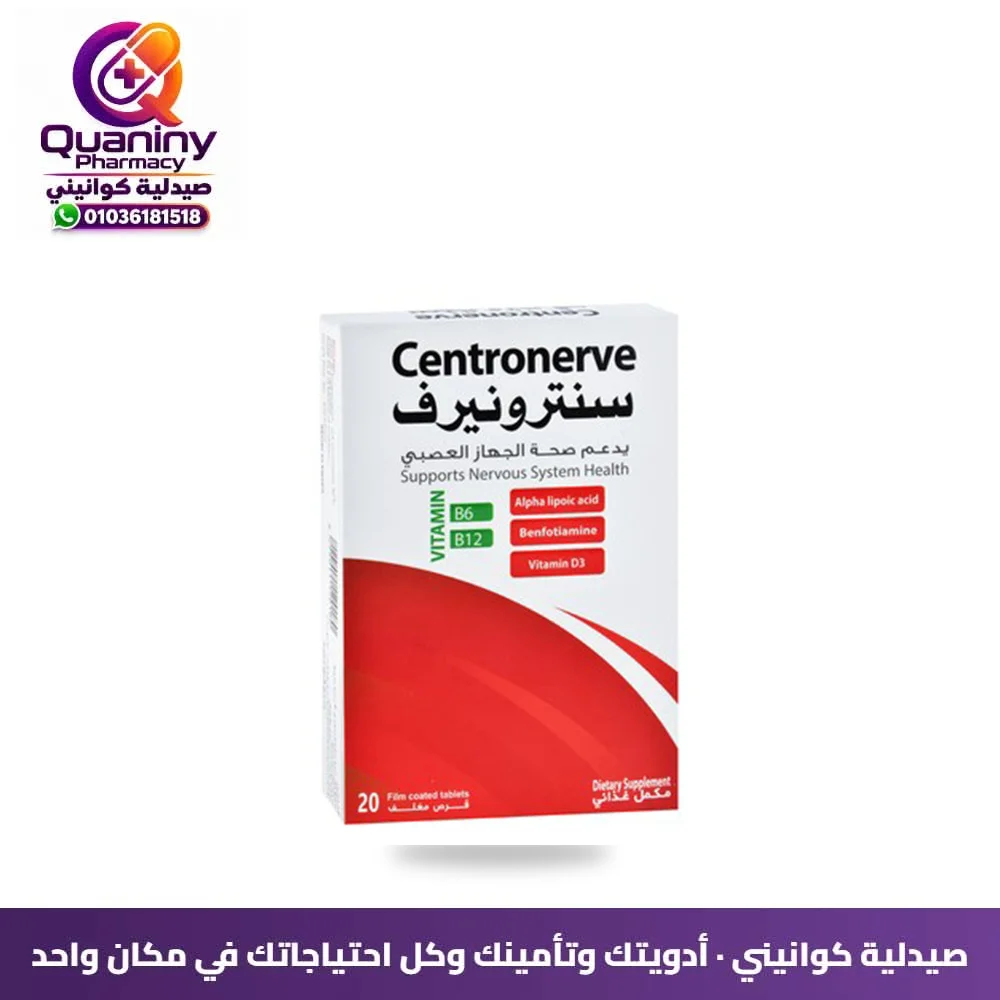 Quaniny
Pharmacy
صيدلية كوانيني
01036181518
Centronerve
Centronerve
سنترونيرف
يدعم صحة الجهاز العصبي
Supports Nervous System Health
VITAMIN
B6
B12
Alpha lipoic acid
Benfotiamine
Vitamin D3
20 Film coated tablets
قرص مغلف
Dietary Supplement
مكمل غذائي
صيدلية كوانيني · أدويتك وتأمينك وكل احتياجاتك في مكان واحد